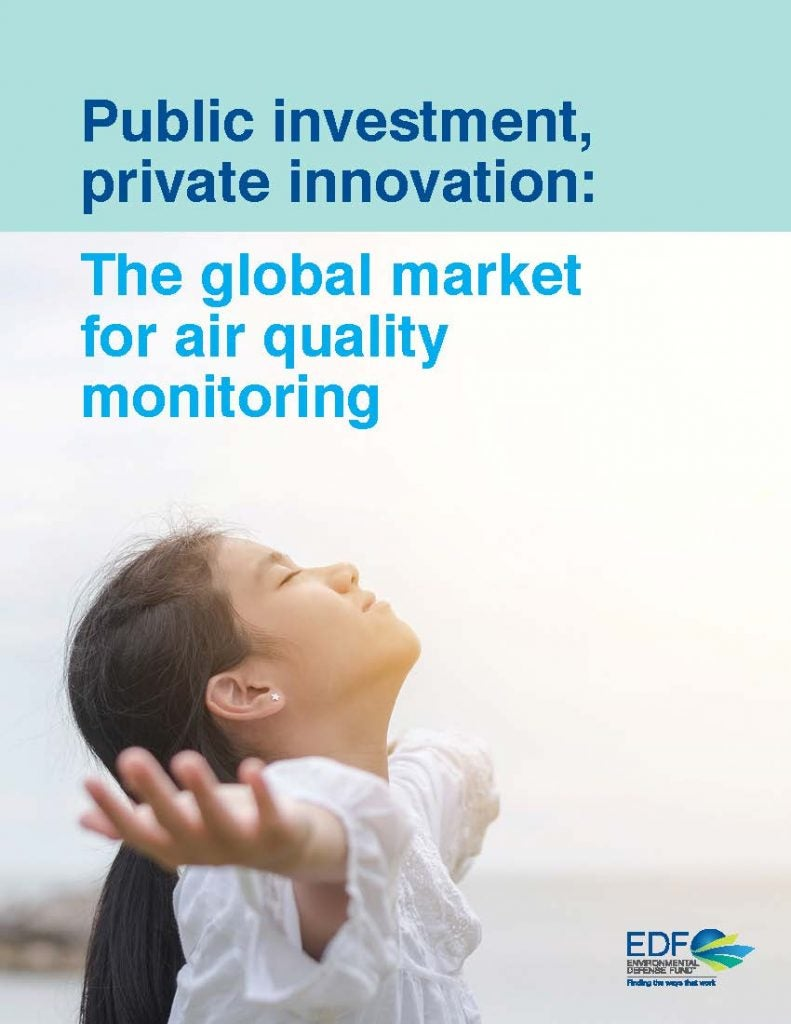 Public investment,
private innovation:
The global market
for air quality
monitoring
EDF
ENVIRONMENTAL
DEFENSE FUND™
Finding the ways that work